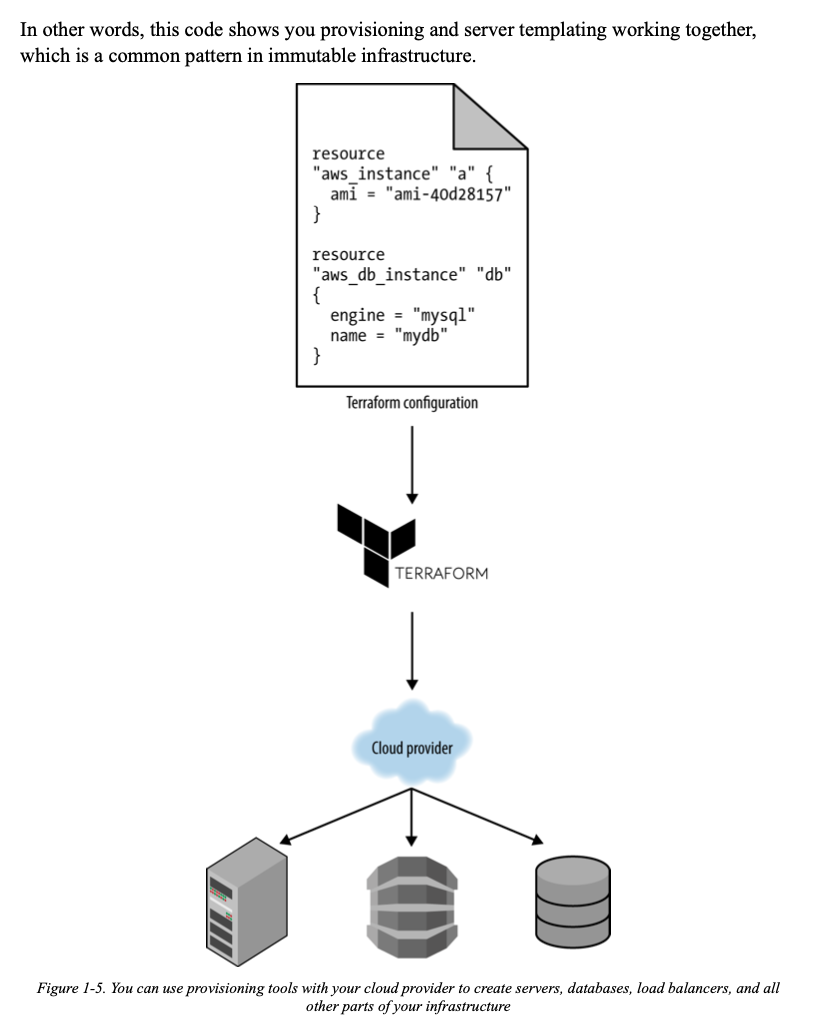 In other words, this code shows you provisioning and server templating working together,
which is a common pattern in immutable infrastructure.
resource
"aws_instance" "a" {
  ami = "ami-40d28157"
}
resource
"aws_db_instance" "db"
{
  engine = "mysql"
  name = "mydb"
}
Terraform configuration
TERRAFORM
Cloud provider
Figure 1-5. You can use provisioning tools with your cloud provider to create servers, databases, load balancers, and all
other parts of your infrastructure